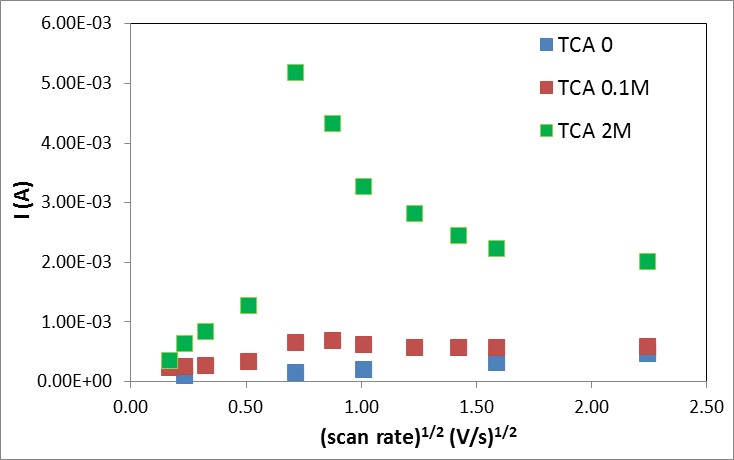 6.00E-03
5.00E-03
4.00E-03
3.00E-03
2.00E-03
1.00E-03
0.00E+00
I (A)
TCA 0
TCA 0.1M
TCA 2M
0.00 0.50 1.00 1.50 2.00 2.50
(scan rate)^1/2 (V/s)^1/2